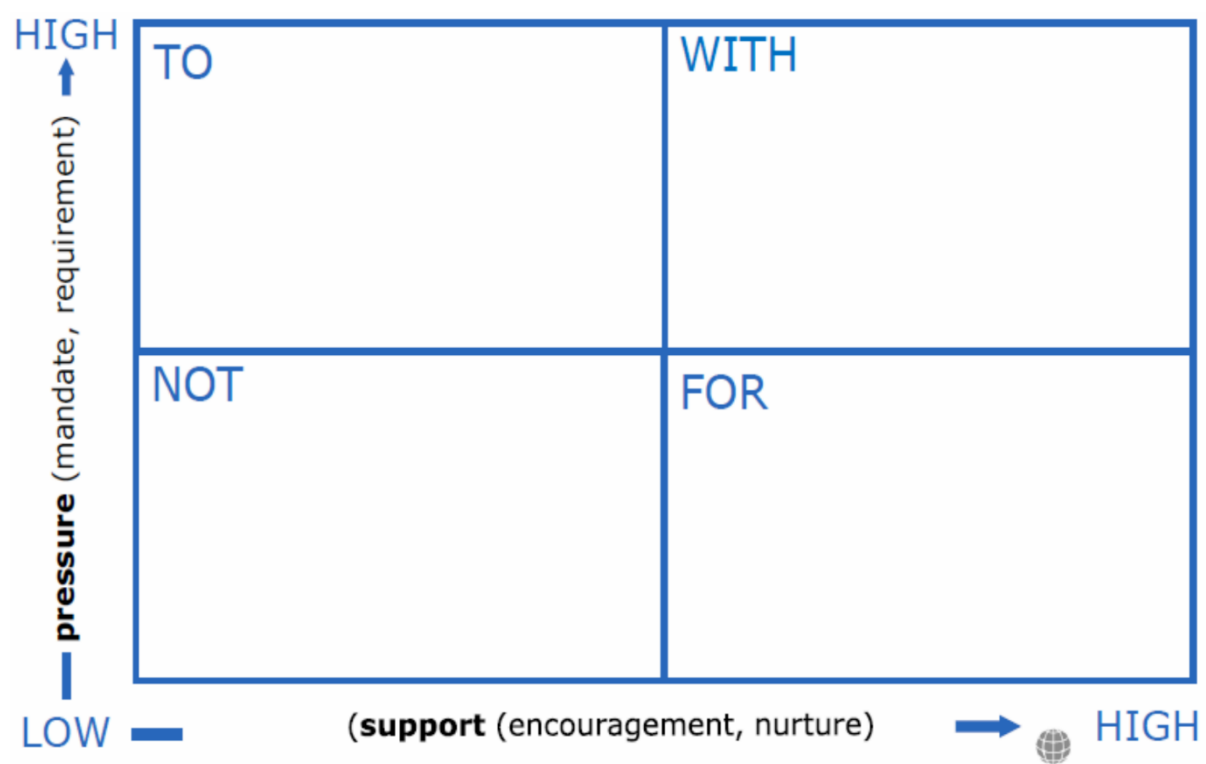 HIGH
TO
WITH
pressure (mandate, requirement)
NOT
FOR
LOW
(support (encouragement, nurture)
HIGH